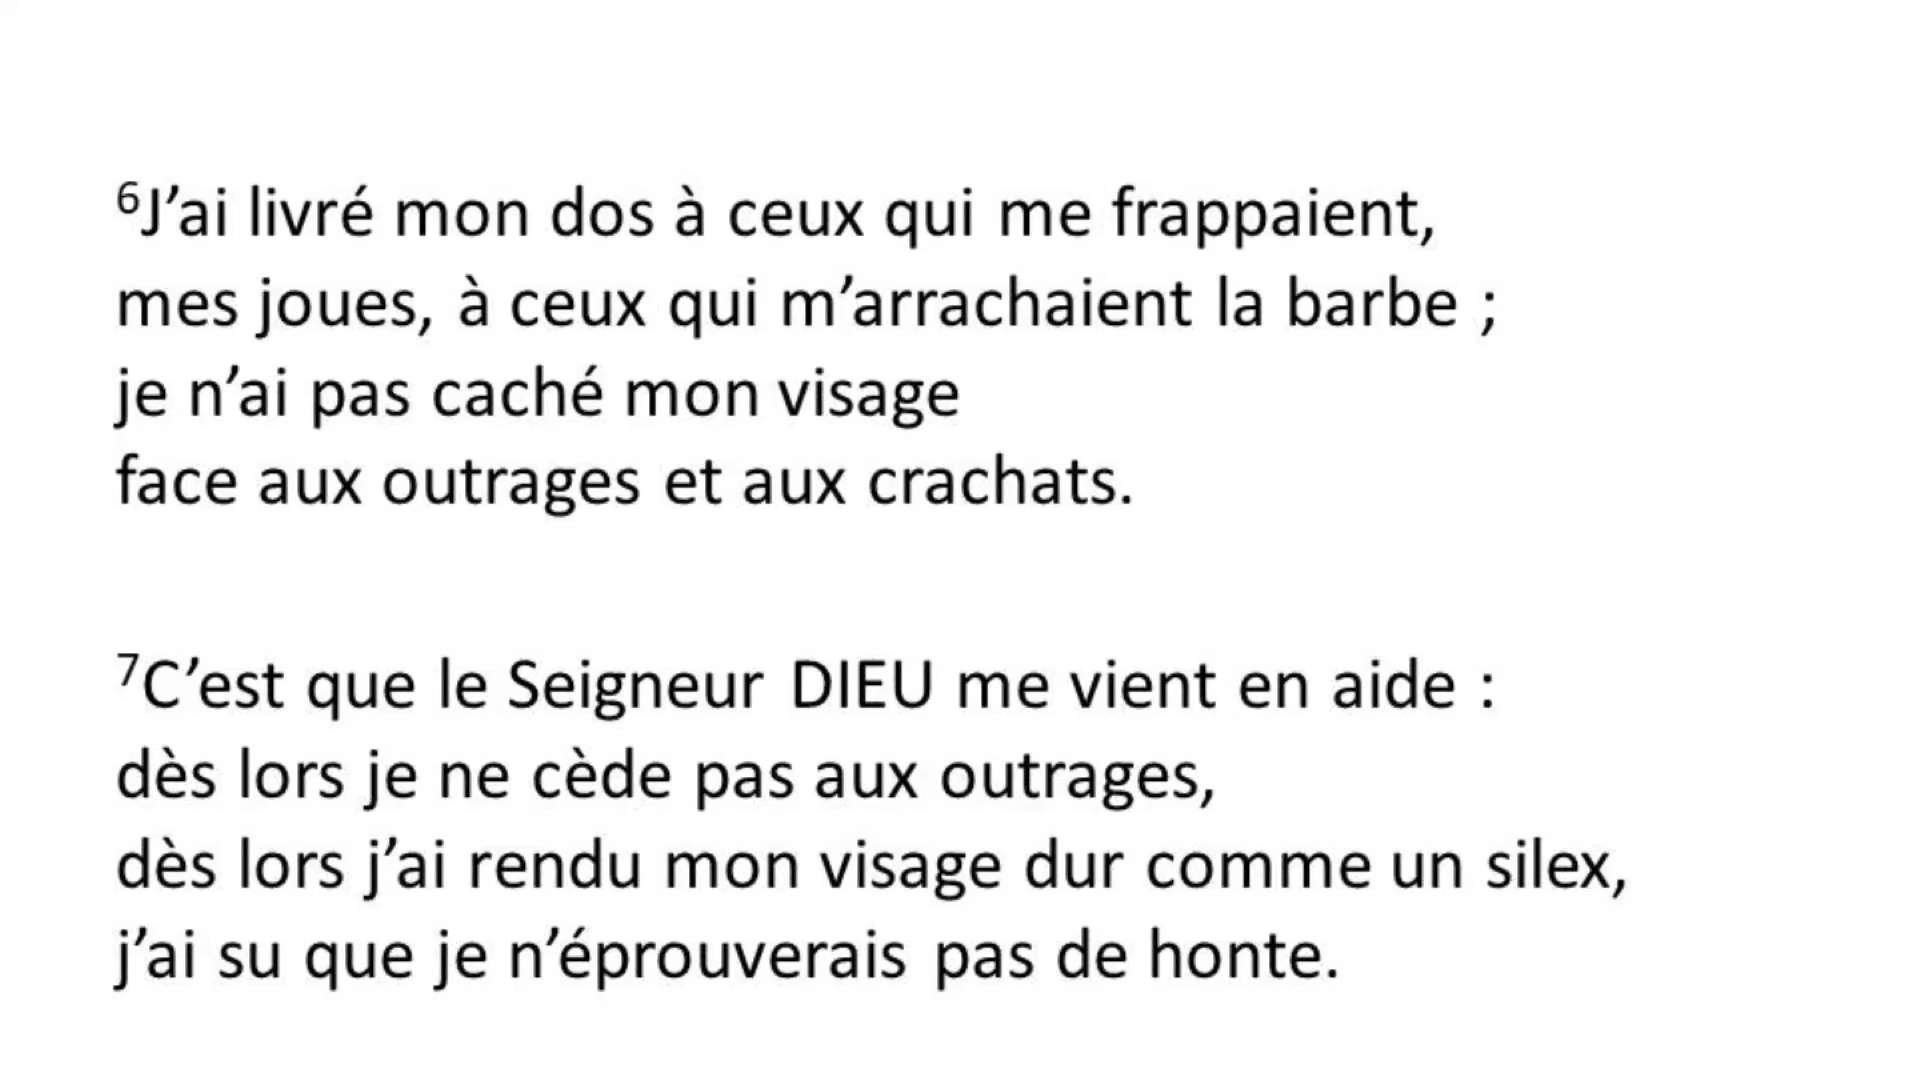 ⁶J’ai livré mon dos à ceux qui me frappaient,
mes joues, à ceux qui m’arrachaient la barbe ;
je n’ai pas caché mon visage
face aux outrages et aux crachats.
⁷C’est que le Seigneur DIEU me vient en aide :
dès lors je ne cède pas aux outrages,
dès lors j’ai rendu mon visage dur comme un silex,
j’ai su que je n’éprouverais pas de honte.